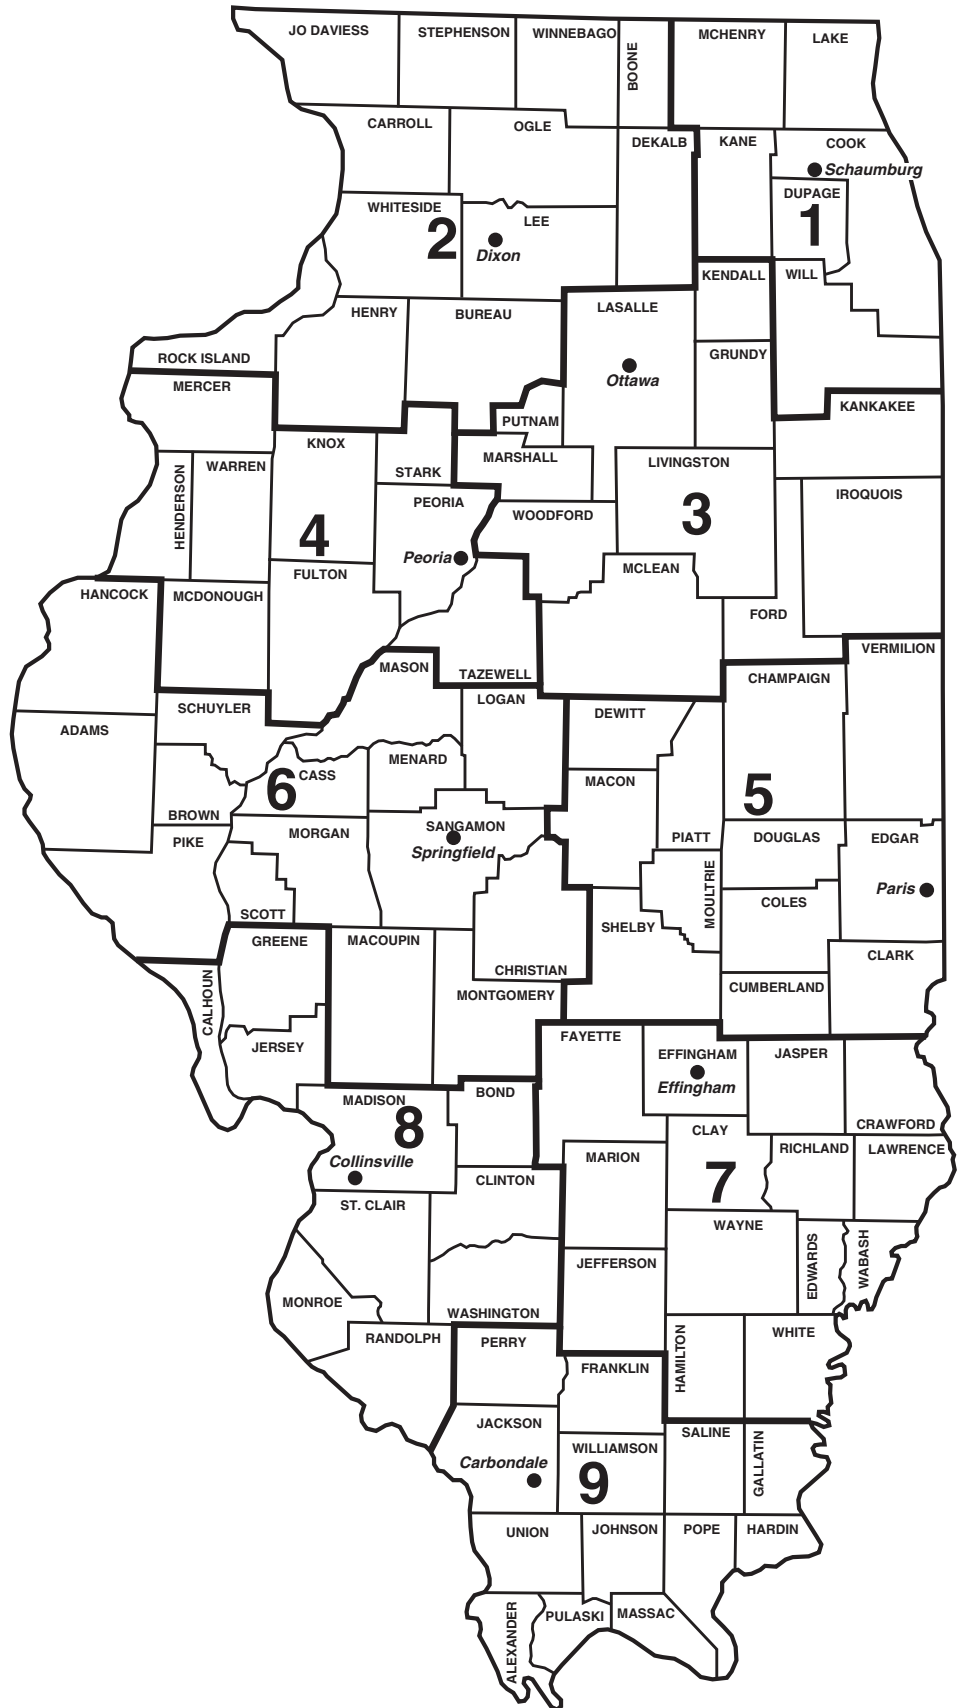 JO DAVIESS
STEPHENSON
WINNEBAGO
BOONE
MCHENRY
LAKE
CARROLL
OGLE
DEKALB
KANE
COOK
Schaumburg
DUPAGE
1
WHITESIDE
2
LEE
Dixon
KENDALL
WILL
HENRY
BUREAU
LASALLE
ROCK ISLAND
GRUNDY
Ottawa
MERCER
KANKAKEE
PUTNAM
KNOX
MARSHALL
LIVINGSTON
WARREN
STARK
HENDERSON
PEORIA
IROQUOIS
WOODFORD
3
4
Peoria
FULTON
MCLEAN
HANCOCK
MCDONOUGH
FORD
VERMILION
MASON
TAZEWELL
CHAMPAIGN
LOGAN
SCHUYLER
DEWITT
ADAMS
MENARD
CASS
6
MACON
5
BROWN
SANGAMON
PIKE
MORGAN
PIATT
DOUGLAS
EDGAR
Springfield
MOULTRIE
Paris
COLES
SCOTT
SHELBY
GREENE
MACOUPIN
CLARK
CHRISTIAN
CALHOUN
MONTGOMERY
CUMBERLAND
JERSEY
FAYETTE
EFFINGHAM
JASPER
Effingham
BOND
MADISON
8
CLAY
CRAWFORD
RICHLAND
LAWRENCE
MARION
Collinsville
7
CLINTON
ST. CLAIR
WAYNE
EDWARDS
WABASH
JEFFERSON
MONROE
WASHINGTON
RANDOLPH
PERRY
HAMILTON
WHITE
FRANKLIN
JACKSON
SALINE
GALLATIN
WILLIAMSON
Carbondale
9
UNION
JOHNSON
POPE
HARDIN
ALEXANDER
PULASKI
MASSAC